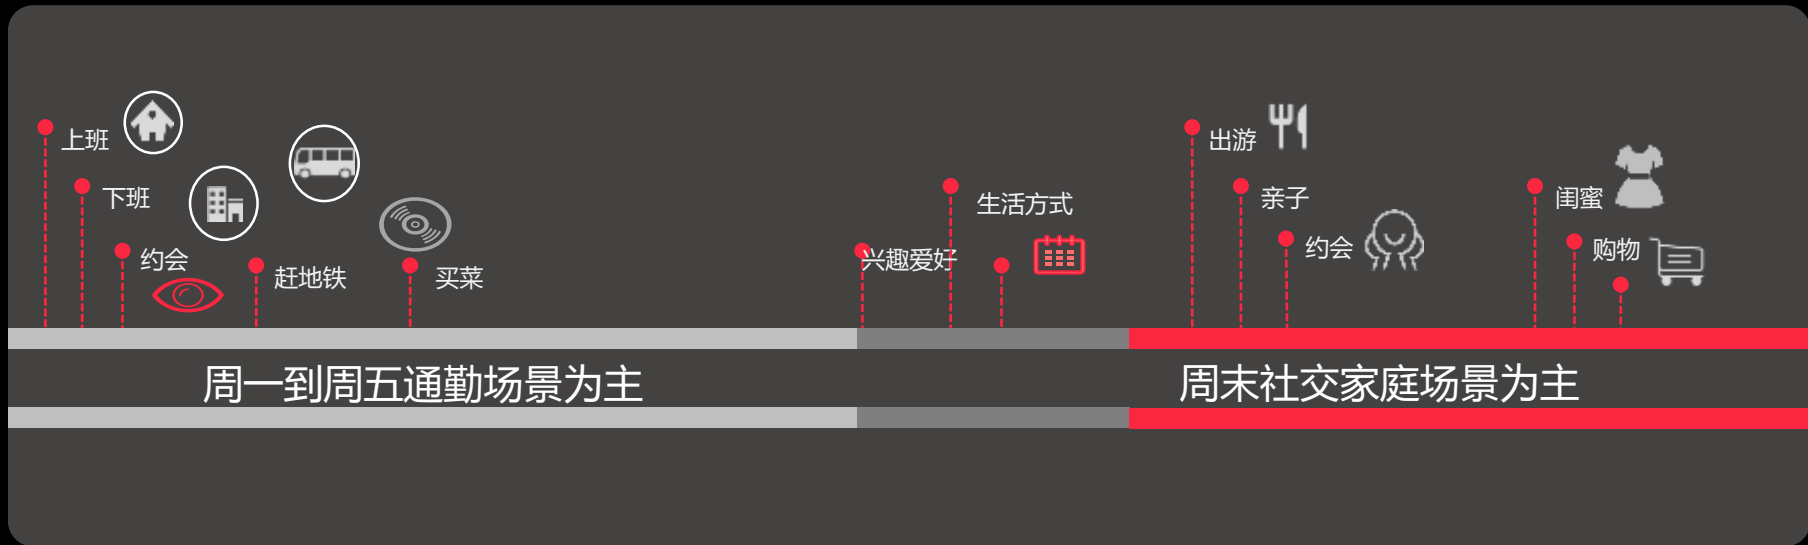 上班
下班
约会
赶地铁
买菜
兴趣爱好
生活方式
出游
亲子
约会
闺蜜
购物
周一到周五通勤场景为主
周末社交家庭场景为主